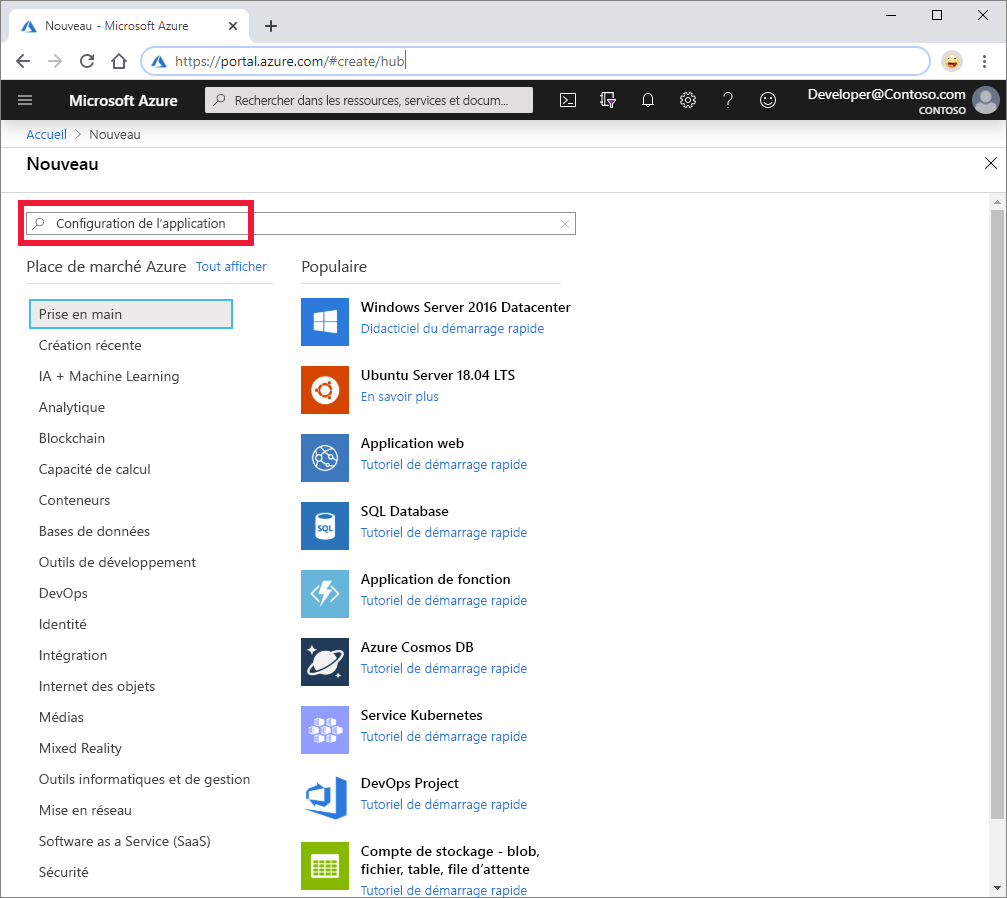 Nouveau - Microsoft Azure
https://portal.azure.com/#create/hub
Microsoft Azure
Rechercher dans les ressources, services et docum...
Developer@Contoso.com
CONTOSO
Accueil > Nouveau
Nouveau
Configuration de l’application
Place de marché Azure Tout afficher
Prise en main
Création récente
IA + Machine Learning
Analytique
Blockchain
Capacité de calcul
Conteneurs
Bases de données
Outils de développement
DevOps
Identité
Intégration
Internet des objets
Médias
Mixed Reality
Outils informatiques et de gestion
Mise en réseau
Software as a Service (SaaS)
Sécurité
Populaire
Windows Server 2016 Datacenter
Didacticiel du démarrage rapide
Ubuntu Server 18.04 LTS
En savoir plus
Application web
Tutoriel de démarrage rapide
SQL
SQL Database
Tutoriel de démarrage rapide
Application de fonction
Tutoriel de démarrage rapide
Azure Cosmos DB
Tutoriel de démarrage rapide
Service Kubernetes
Tutoriel de démarrage rapide
DevOps Project
Tutoriel de démarrage rapide
Compte de stockage - blob,
fichier, table, file d’attente
Tutoriel de démarrage rapide